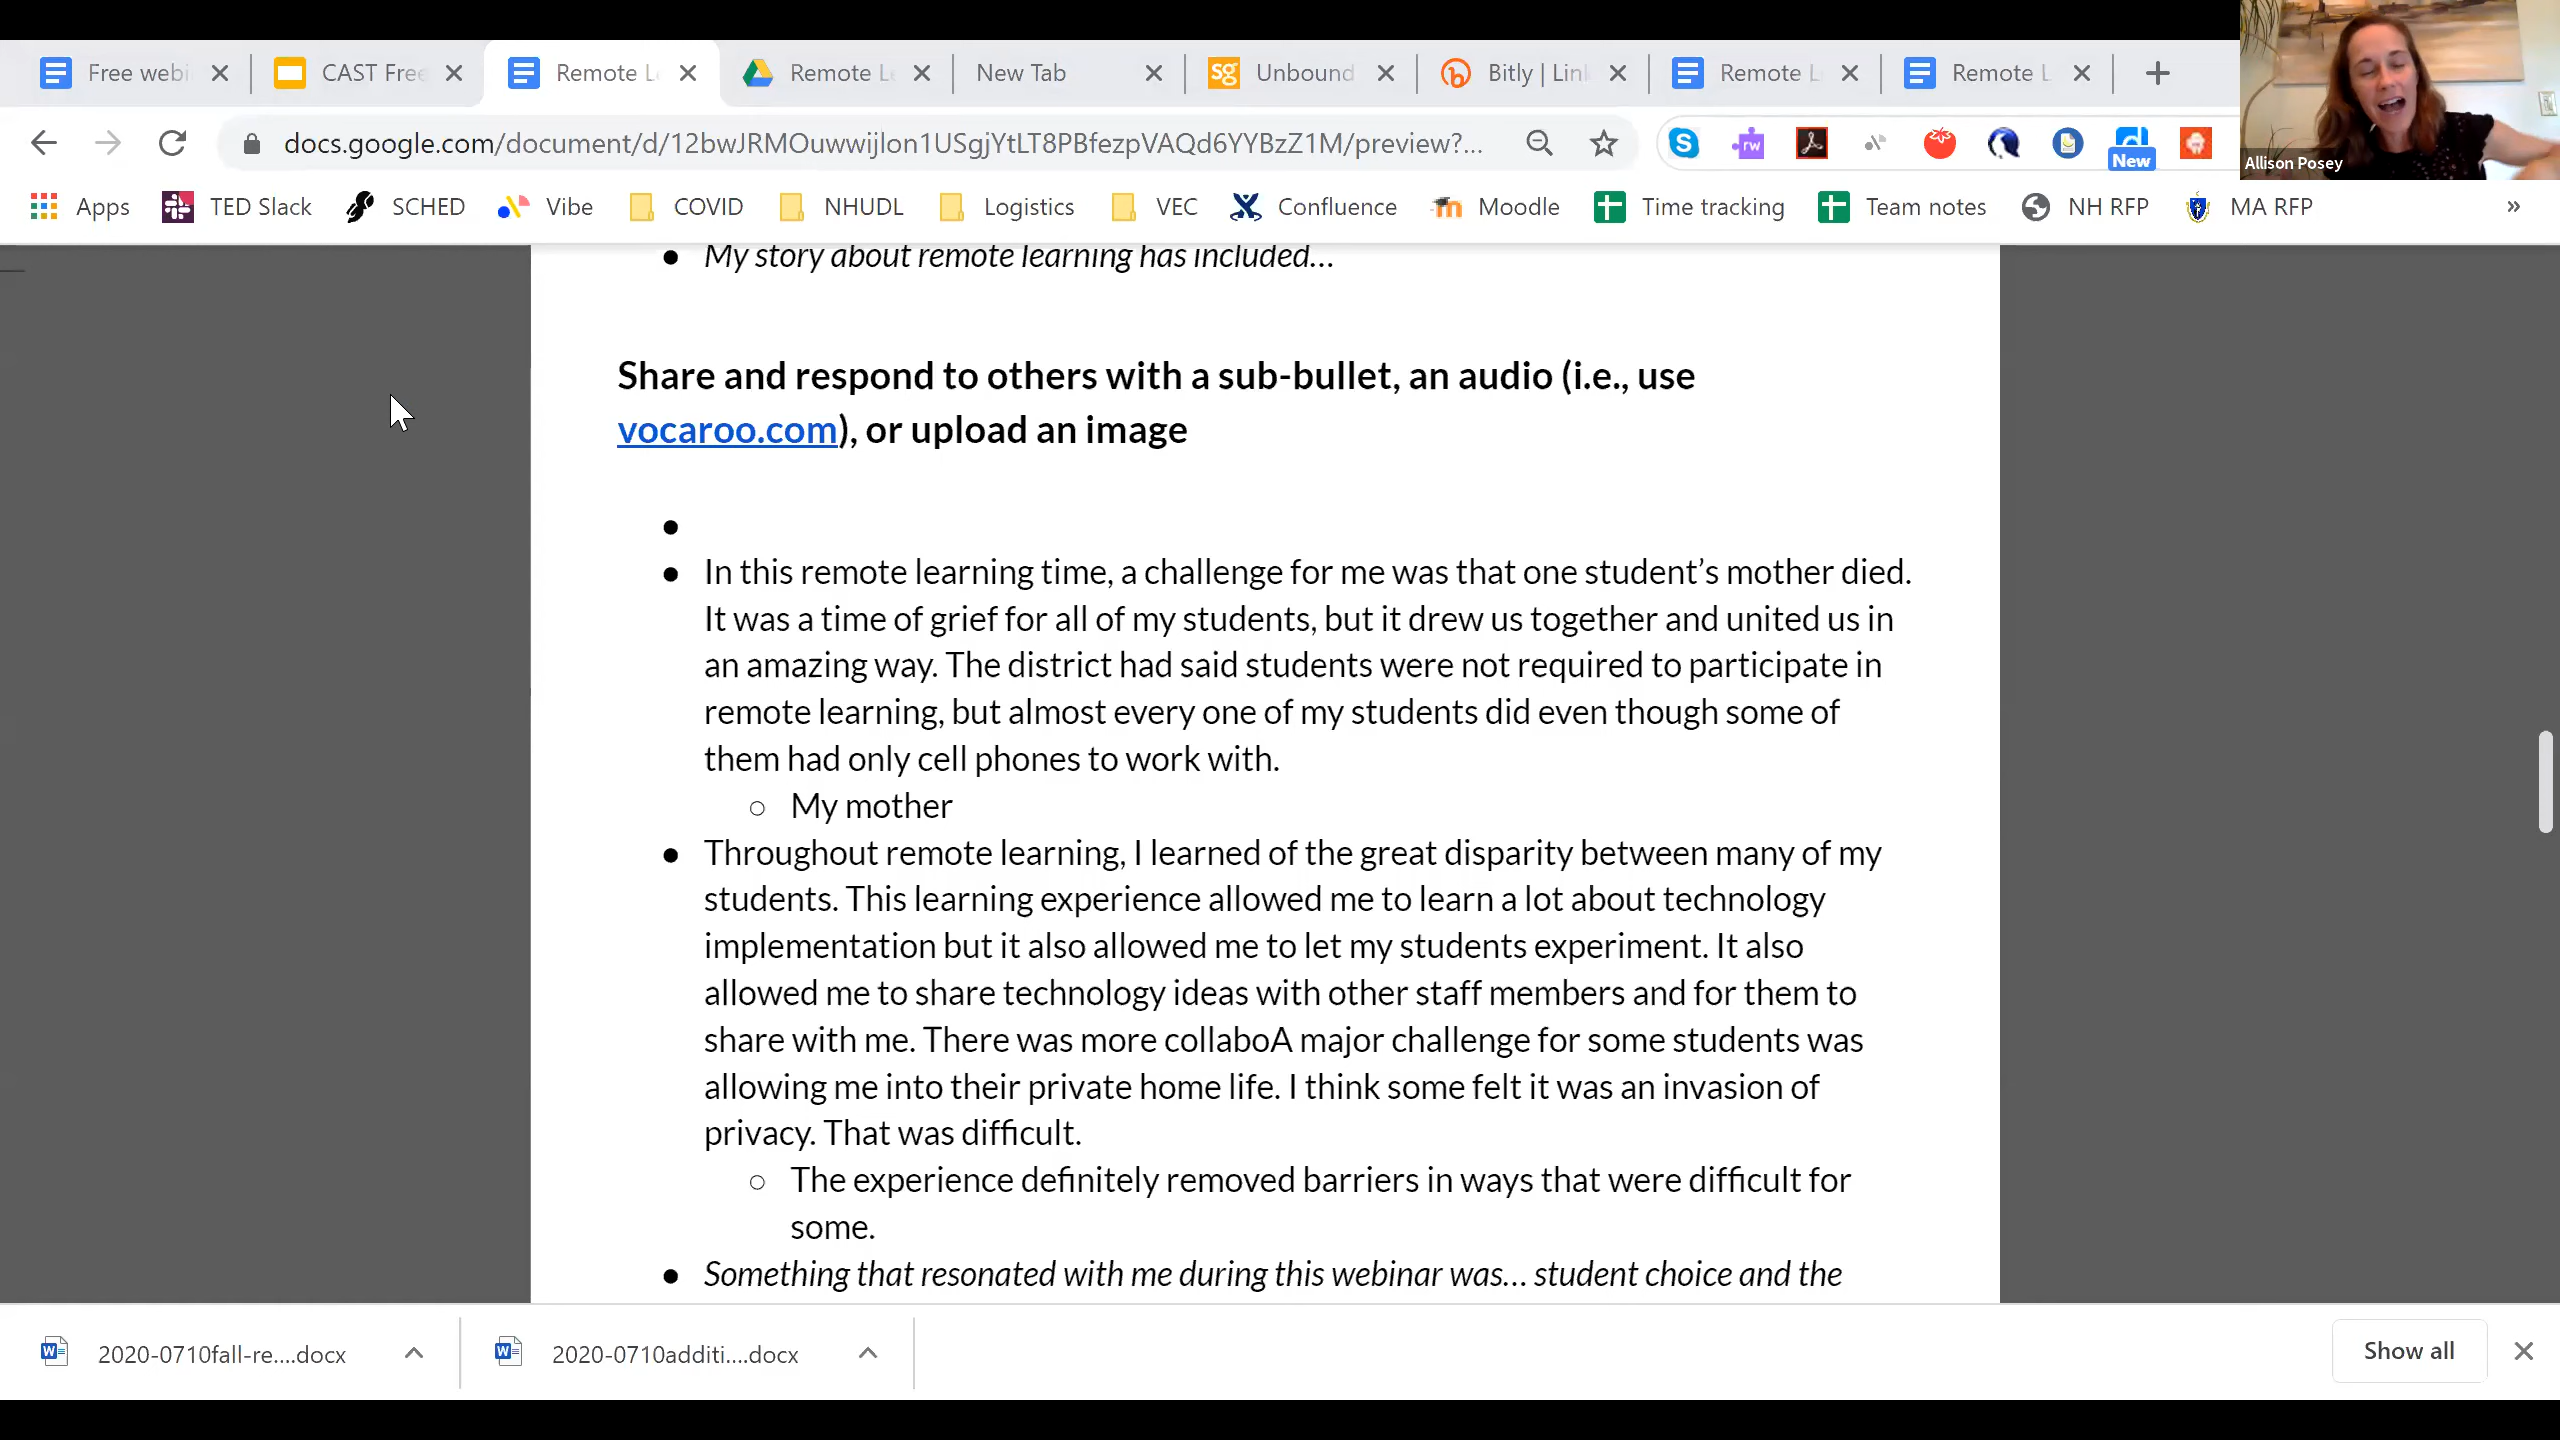 Free webi
CAST Free
Remote L
Remote L
New Tab
Unbound
Bitly | Link
Remote L
Remote L
docs.google.com/document/d/12bwJRMOuwwijlon1USgjYtLT8PBfezpVAQd6YYBzZ1M/preview?...
New
Allison Posey
Apps
TED Slack
SCHED
Vibe
COVID
NHUDL
Logistics
VEC
Confluence
Moodle
Time tracking
Team notes
NH RFP
MA RFP
»
● My story about remote learning has included...
Share and respond to others with a sub-bullet, an audio (i.e., use
vocaroo.com), or upload an image
●
● In this remote learning time, a challenge for me was that one student’s mother died.
It was a time of grief for all of my students, but it drew us together and united us in
an amazing way. The district had said students were not required to participate in
remote learning, but almost every one of my students did even though some of
them had only cell phones to work with.
○ My mother
● Throughout remote learning, I learned of the great disparity between many of my
students. This learning experience allowed me to learn a lot about technology
implementation but it also allowed me to let my students experiment. It also
allowed me to share technology ideas with other staff members and for them to
share with me. There was more collaboA major challenge for some students was
allowing me into their private home life. I think some felt it was an invasion of
privacy. That was difficult.
○ The experience definitely removed barriers in ways that were difficult for
some.
● Something that resonated with me during this webinar was... student choice and the
2020-0710fall-re....docx
2020-0710additi....docx
Show all